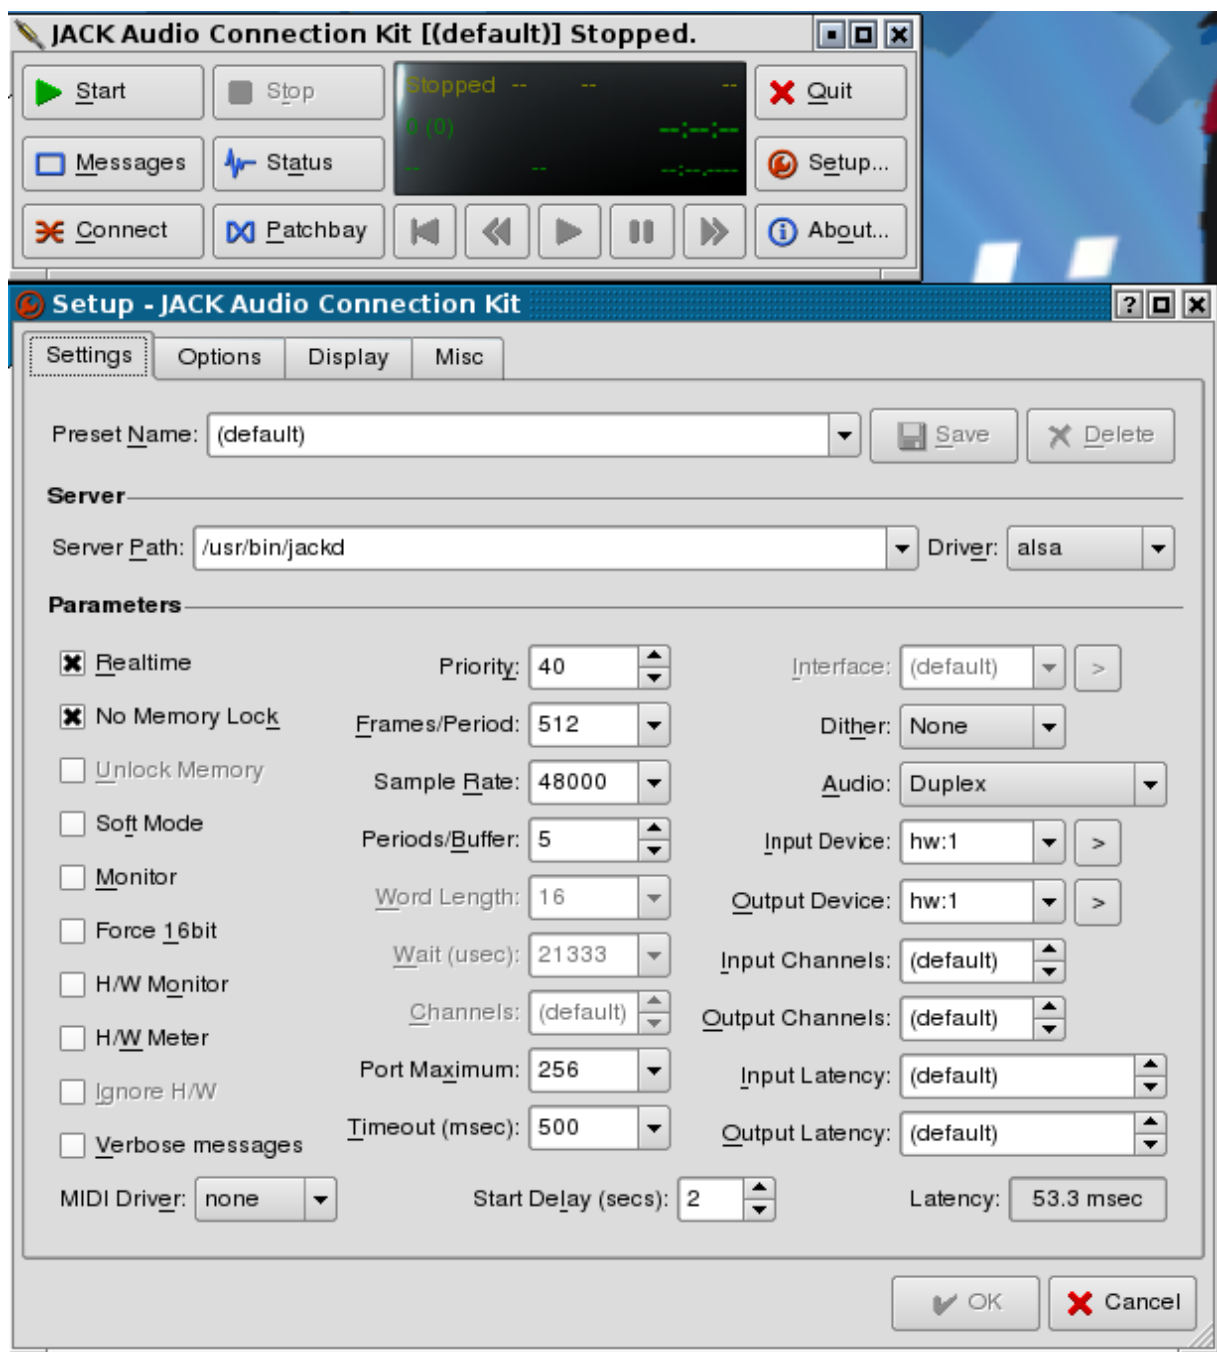 JACK Audio Connection Kit [(default)] Stopped.
Start Stop Stopped -- -- -- Quit
0 (0) --:--:--
Messages Status -- -- --:--.---- Setup...
Connect Patchbay About...
Setup - JACK Audio Connection Kit
Settings Options Display Misc
Preset Name: (default) Save Delete
Server
Server Path: /usr/bin/jackd Driver: alsa
Parameters
Realtime Priority: 40 Interface: (default) >
No Memory Lock Frames/Period: 512 Dither: None
Unlock Memory Sample Rate: 48000 Audio: Duplex
Soft Mode Periods/Buffer: 5 Input Device: hw:1 >
Monitor Word Length: 16 Output Device: hw:1 >
Force 16bit Wait (usec): 21333 Input Channels: (default)
H/W Monitor Channels: (default) Output Channels: (default)
H/W Meter Port Maximum: 256 Input Latency: (default)
Ignore H/W Timeout (msec): 500 Output Latency: (default)
Verbose messages
MIDI Driver: none Start Delay (secs): 2 Latency: 53.3 msec
OK Cancel